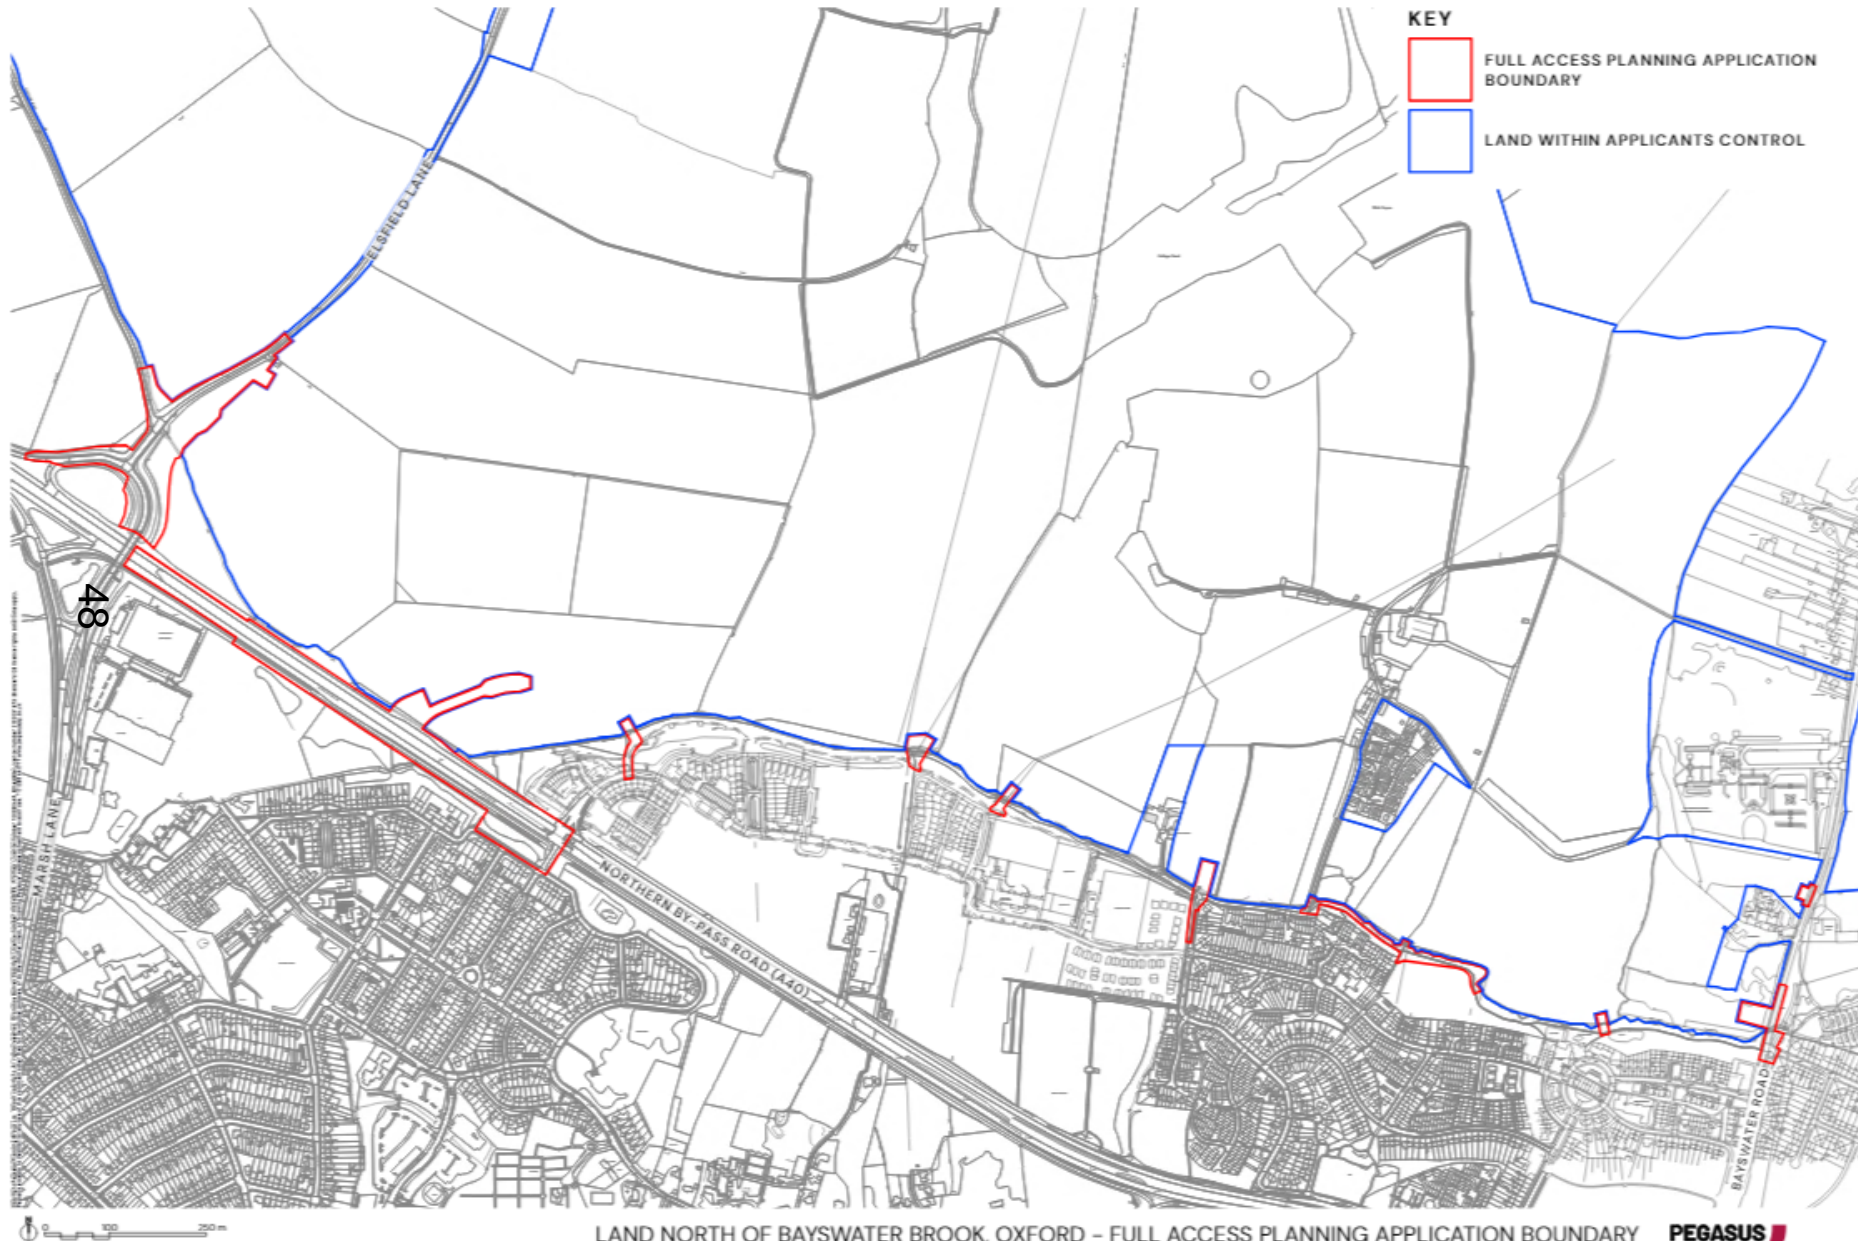 KEY
FULL ACCESS PLANNING APPLICATION
BOUNDARY
LAND WITHIN APPLICANTS CONTROL
ELSFIELD LANE
48
MARSH LANE
NORTHERN BY-PASS ROAD (A40)
BAYSWATER ROAD
N
0 100 250 m
LAND NORTH OF BAYSWATER BROOK, OXFORD - FULL ACCESS PLANNING APPLICATION BOUNDARY
PEGASUS